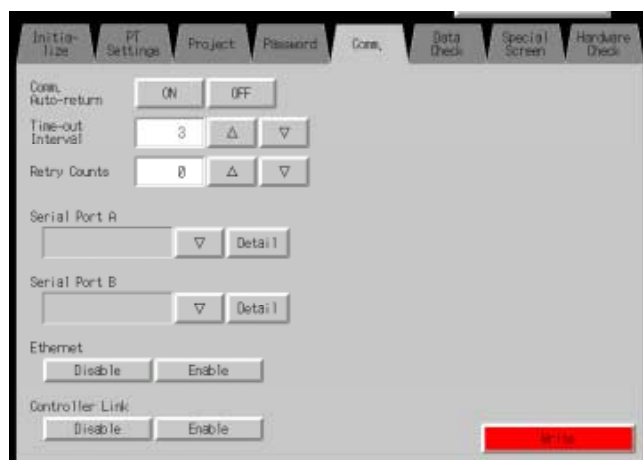 Initia-
lize
PT
Settings
Project
Password
Comm.
Data
Check
Special
Screen
Hardware
Check
Comm.
Auto-return
ON
OFF
Time-out
Interval
3
△
▽
Retry Counts
0
△
▽
Serial Port A
▽
Detail
Serial Port B
▽
Detail
Ethernet
Disable
Enable
Controller Link
Disable
Enable
Write